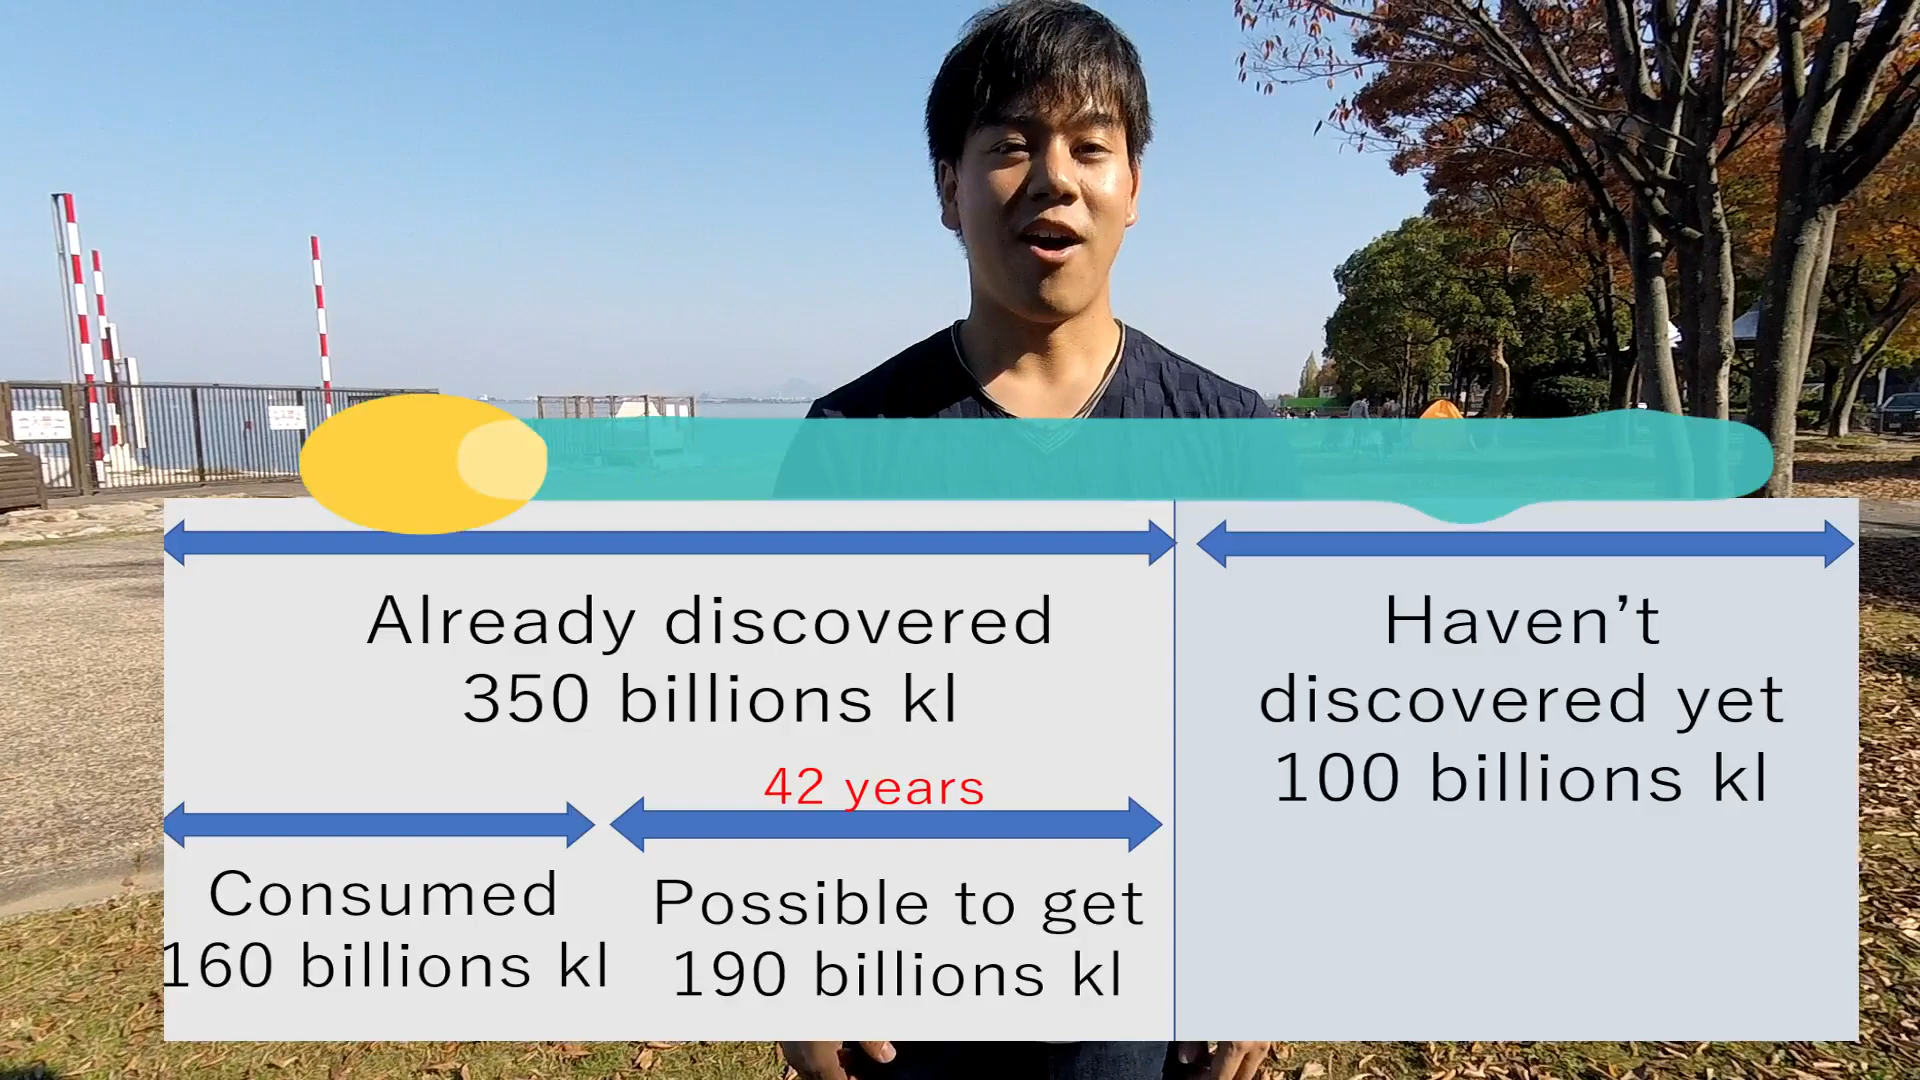 Already discovered
350 billions kl
Haven’t
discovered yet
100 billions kl
42 years
Consumed
160 billions kl
Possible to get
190 billions kl